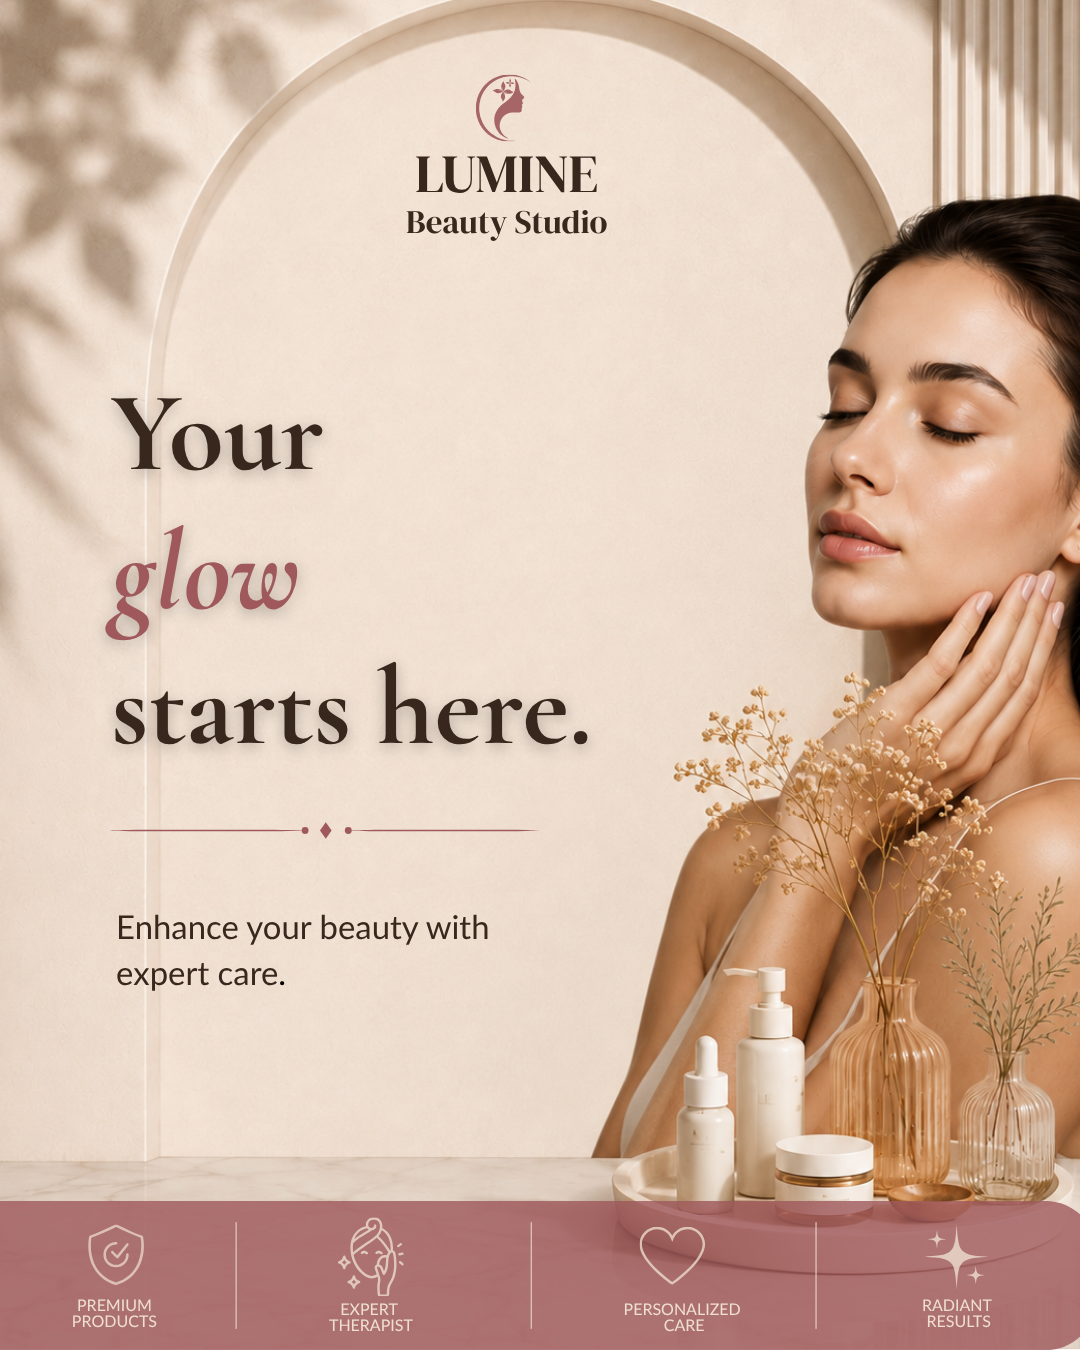 LUMINE
Beauty Studio
Your
glow
starts here.
Enhance your beauty with
expert care.
PREMIUM
PRODUCTS
EXPERT
THERAPIST
PERSONALIZED
CARE
RADIANT
RESULTS